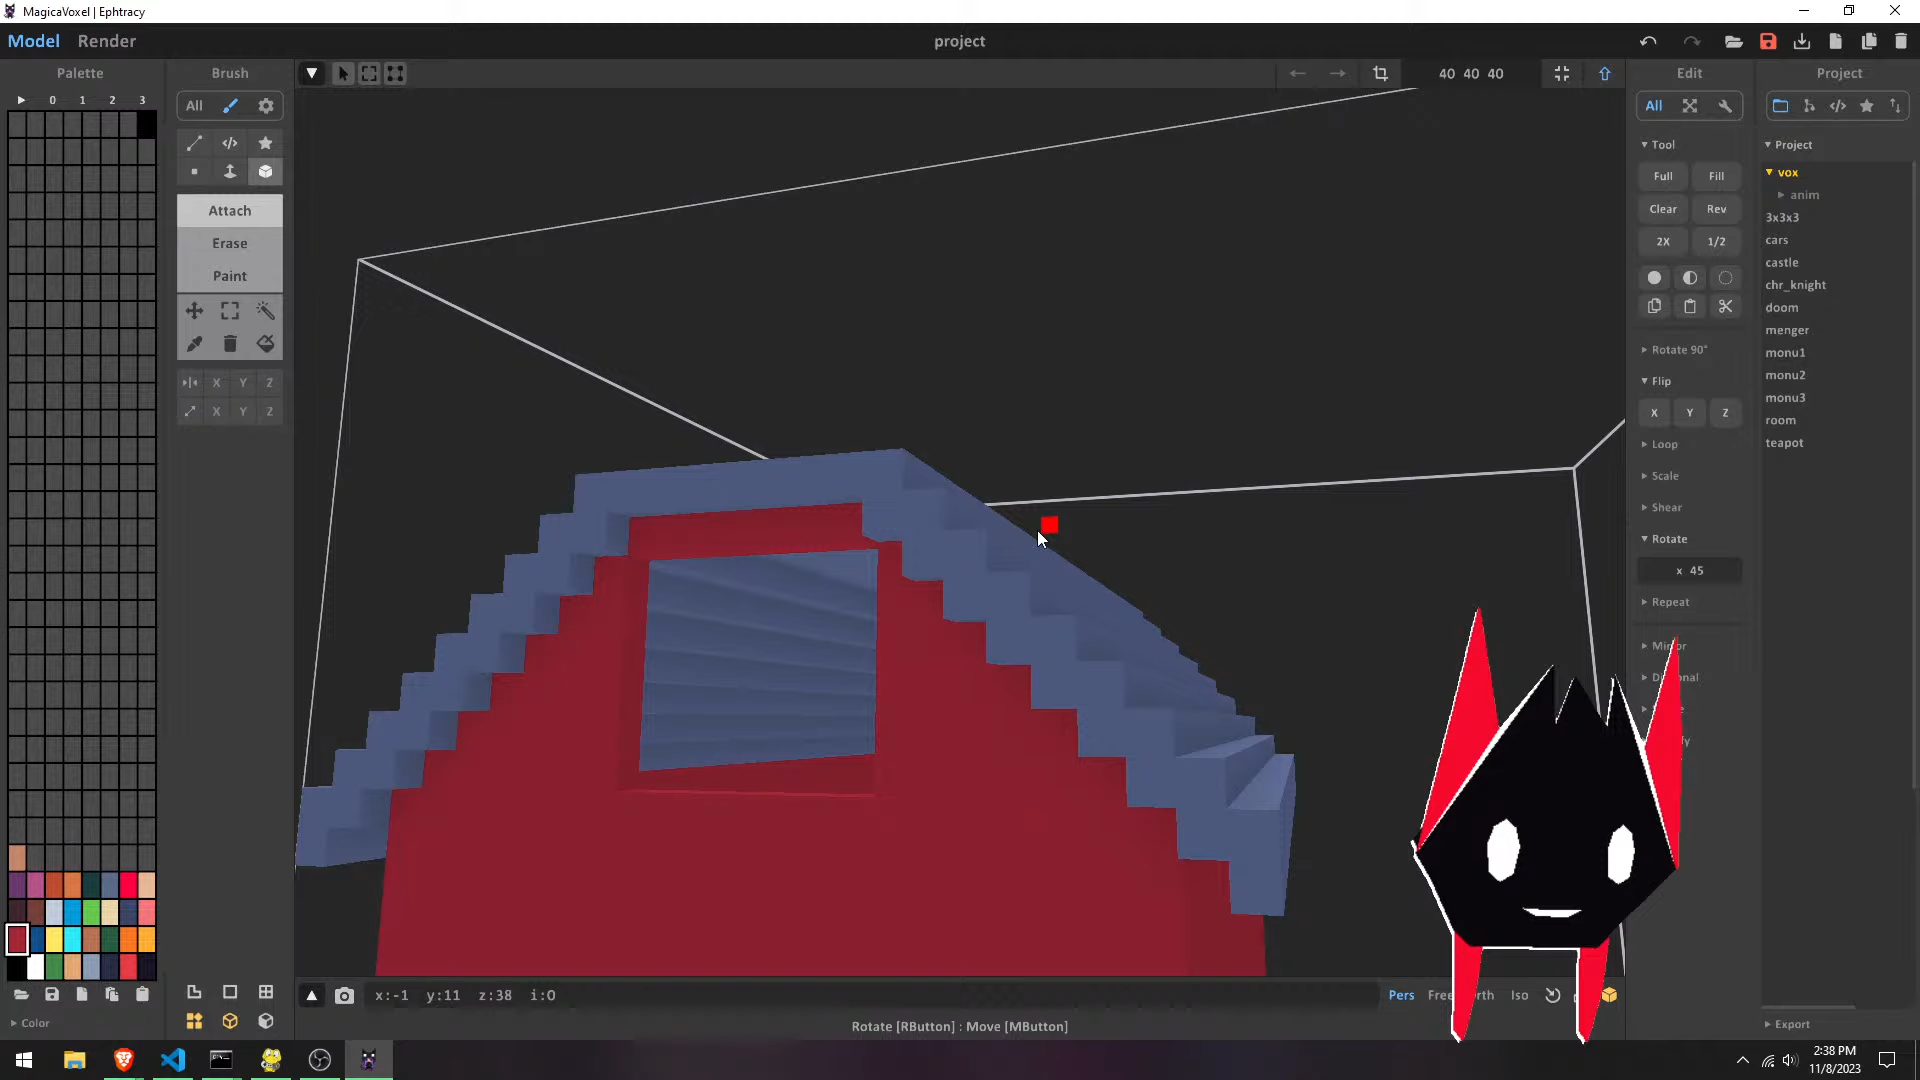 MagicaVoxel | Ephtracy
Model Render
project
Palette
Brush
40 40 40
Edit
Project
0 1 2 3
All
All
Tool
Project
Attach
Full Fill
vox
anim
Erase
Clear Rev
3x3x3
2X 1/2
cars
Paint
castle
chr_knight
doom
menger
Rotate 90°
monu1
X Y Z
Flip
monu2
X Y Z
X Y Z
monu3
room
Loop
teapot
Scale
Shear
Rotate
x 45
Repeat
x:-1 y:11 z:38 i:0
Pers Free rth Iso
Color
Export
Rotate [RButton] : Move [MButton]
2:38 PM
11/8/2023